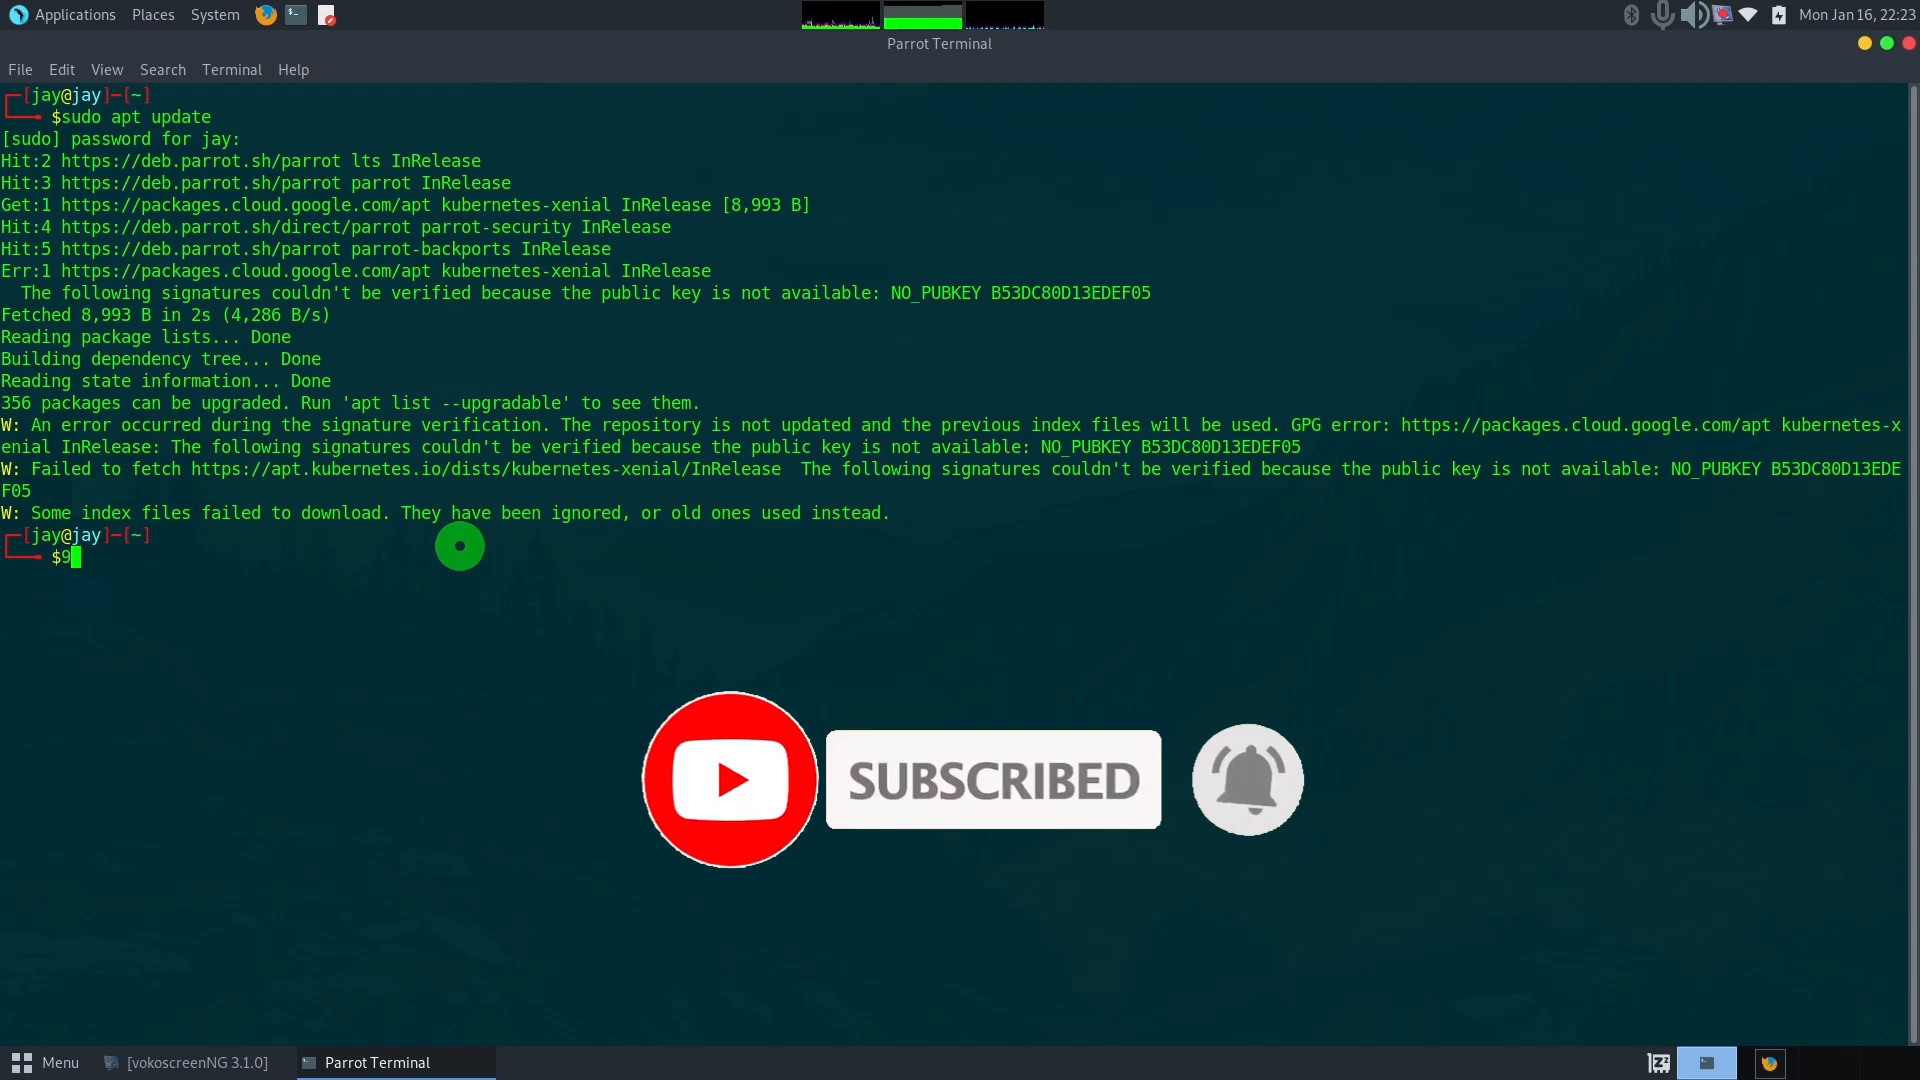 Applications Places System Mon Jan 16, 22:23
Parrot Terminal
File Edit View Search Terminal Help
┌─[jay@jay]─[~]
└──╼ $sudo apt update
[sudo] password for jay:
Hit:2 https://deb.parrot.sh/parrot lts InRelease
Hit:3 https://deb.parrot.sh/parrot parrot InRelease
Get:1 https://packages.cloud.google.com/apt kubernetes-xenial InRelease [8,993 B]
Hit:4 https://deb.parrot.sh/direct/parrot parrot-security InRelease
Hit:5 https://deb.parrot.sh/parrot parrot-backports InRelease
Err:1 https://packages.cloud.google.com/apt kubernetes-xenial InRelease
  The following signatures couldn't be verified because the public key is not available: NO_PUBKEY B53DC80D13EDEF05
Fetched 8,993 B in 2s (4,286 B/s)
Reading package lists... Done
Building dependency tree... Done
Reading state information... Done
356 packages can be upgraded. Run 'apt list --upgradable' to see them.
W: An error occurred during the signature verification. The repository is not updated and the previous index files will be used. GPG error: https://packages.cloud.google.com/apt kubernetes-x
enial InRelease: The following signatures couldn't be verified because the public key is not available: NO_PUBKEY B53DC80D13EDEF05
W: Failed to fetch https://apt.kubernetes.io/dists/kubernetes-xenial/InRelease  The following signatures couldn't be verified because the public key is not available: NO_PUBKEY B53DC80D13EDE
F05
W: Some index files failed to download. They have been ignored, or old ones used instead.
┌─[jay@jay]─[~]
└──╼ $9
SUBSCRIBED
Menu [vokoscreenNG 3.1.0] Parrot Terminal